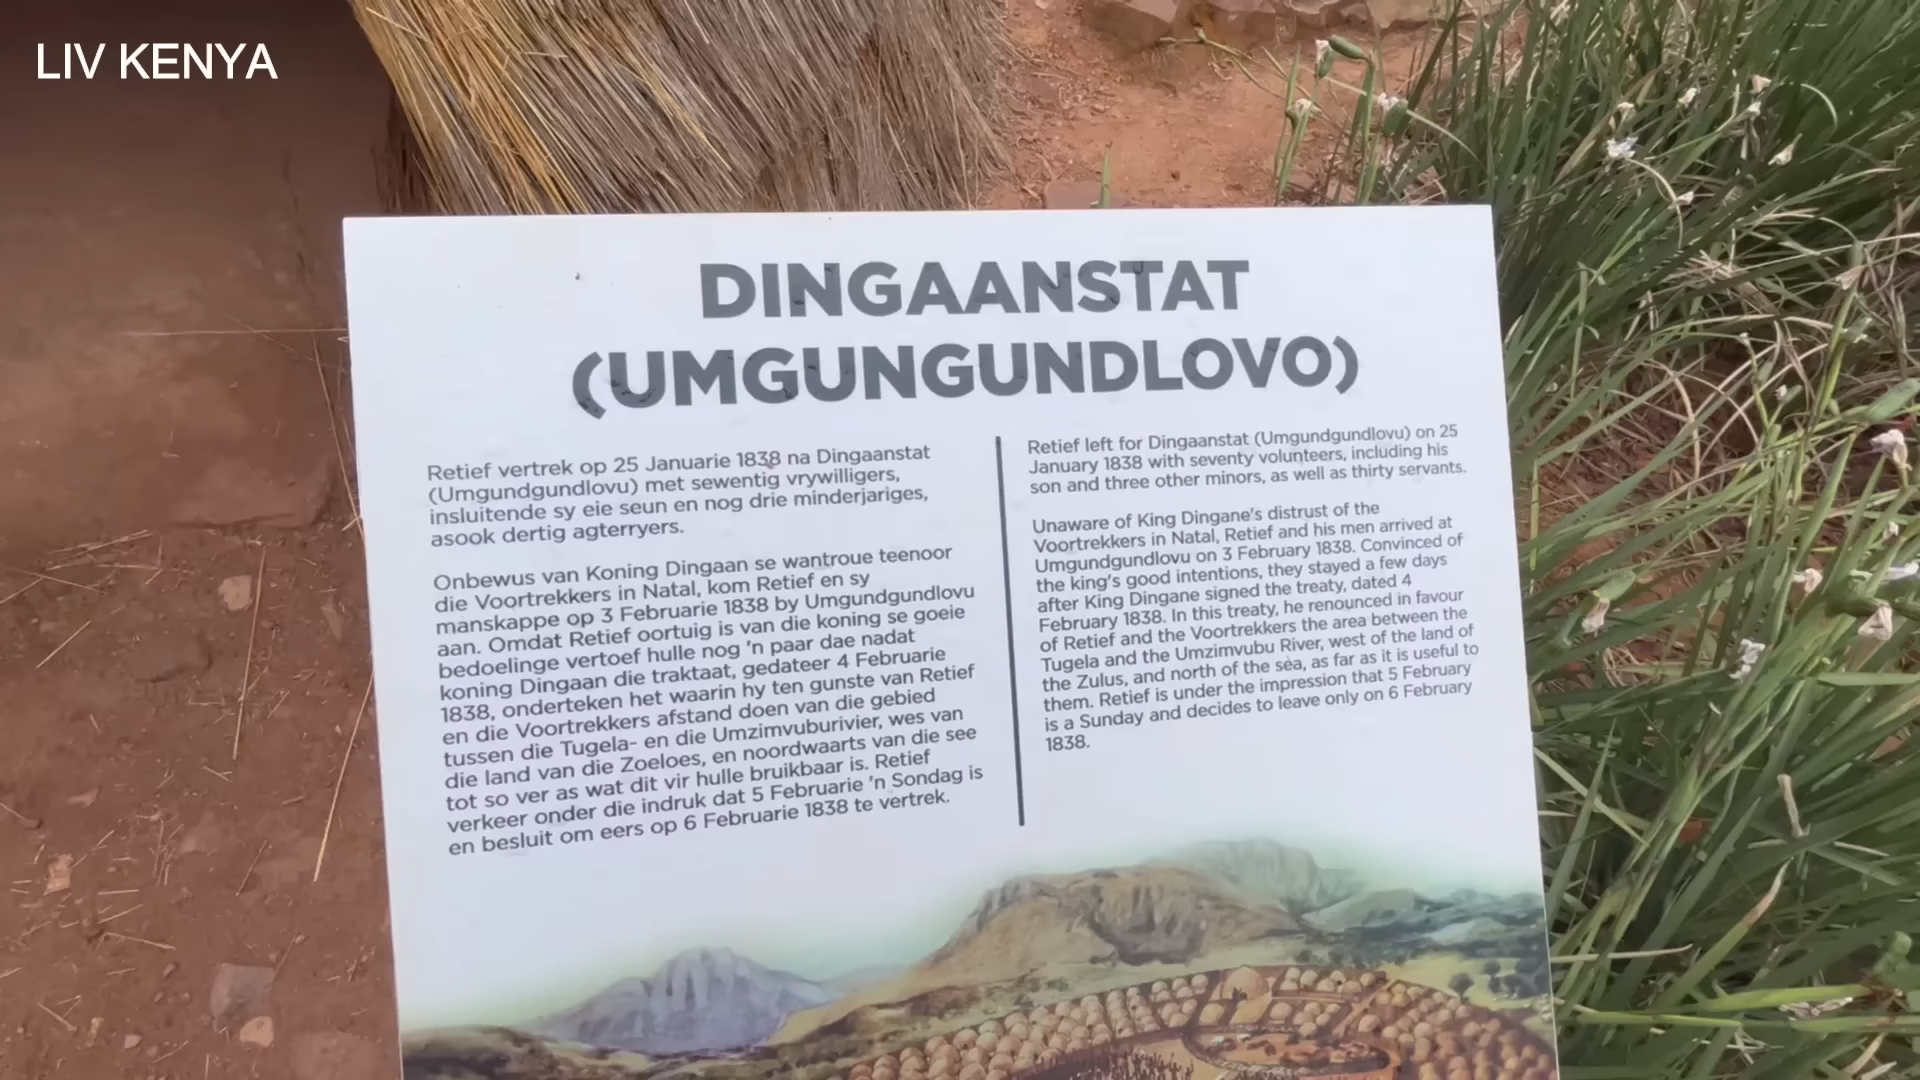 LIV KENYA
DINGAANSTAT
(UMGUNGUNDLOVO)
Retief vertrek op 25 Januarie 1838 na Dingaanstat
(Umgundgundlovu) met sewentig vrywilligers,
insluitende sy eie seun en nog drie minderjariges,
asook dertig agterryers.
Onbewus van Koning Dingaan se wantroue teenoor
die Voortrekkers in Natal, kom Retief en sy
manskappe op 3 Februarie 1838 by Umgundgundlovu
aan. Omdat Retief oortuig is van die koning se goeie
bedoelinge vertoef hulle nog 'n paar dae nadat
koning Dingaan die traktaat, gedateer 4 Februarie
1838, onderteken het waarin hy ten gunste van Retief
en die Voortrekkers afstand doen van die gebied
tussen die Tugela- en die Umzimvuburivier, wes van
die land van die Zoeloes, en noordwaarts van die see
tot so ver as wat dit vir hulle bruikbaar is. Retief
verkeer onder die indruk dat 5 Februarie 'n Sondag is
en besluit om eers op 6 Februarie 1838 te vertrek.
Retief left for Dingaanstat (Umgundgundlovu) on 25
January 1838 with seventy volunteers, including his
son and three other minors, as well as thirty servants.
Unaware of King Dingane's distrust of the
Voortrekkers in Natal, Retief and his men arrived at
Umgundgundlovu on 3 February 1838. Convinced of
the king's good intentions, they stayed a few days
after King Dingane signed the treaty, dated 4
February 1838. In this treaty, he renounced in favour
of Retief and the Voortrekkers the area between the
Tugela and the Umzimvubu River, west of the land of
the Zulus, and north of the sea, as far as it is useful to
them. Retief is under the impression that 5 February
is a Sunday and decides to leave only on 6 February
1838.